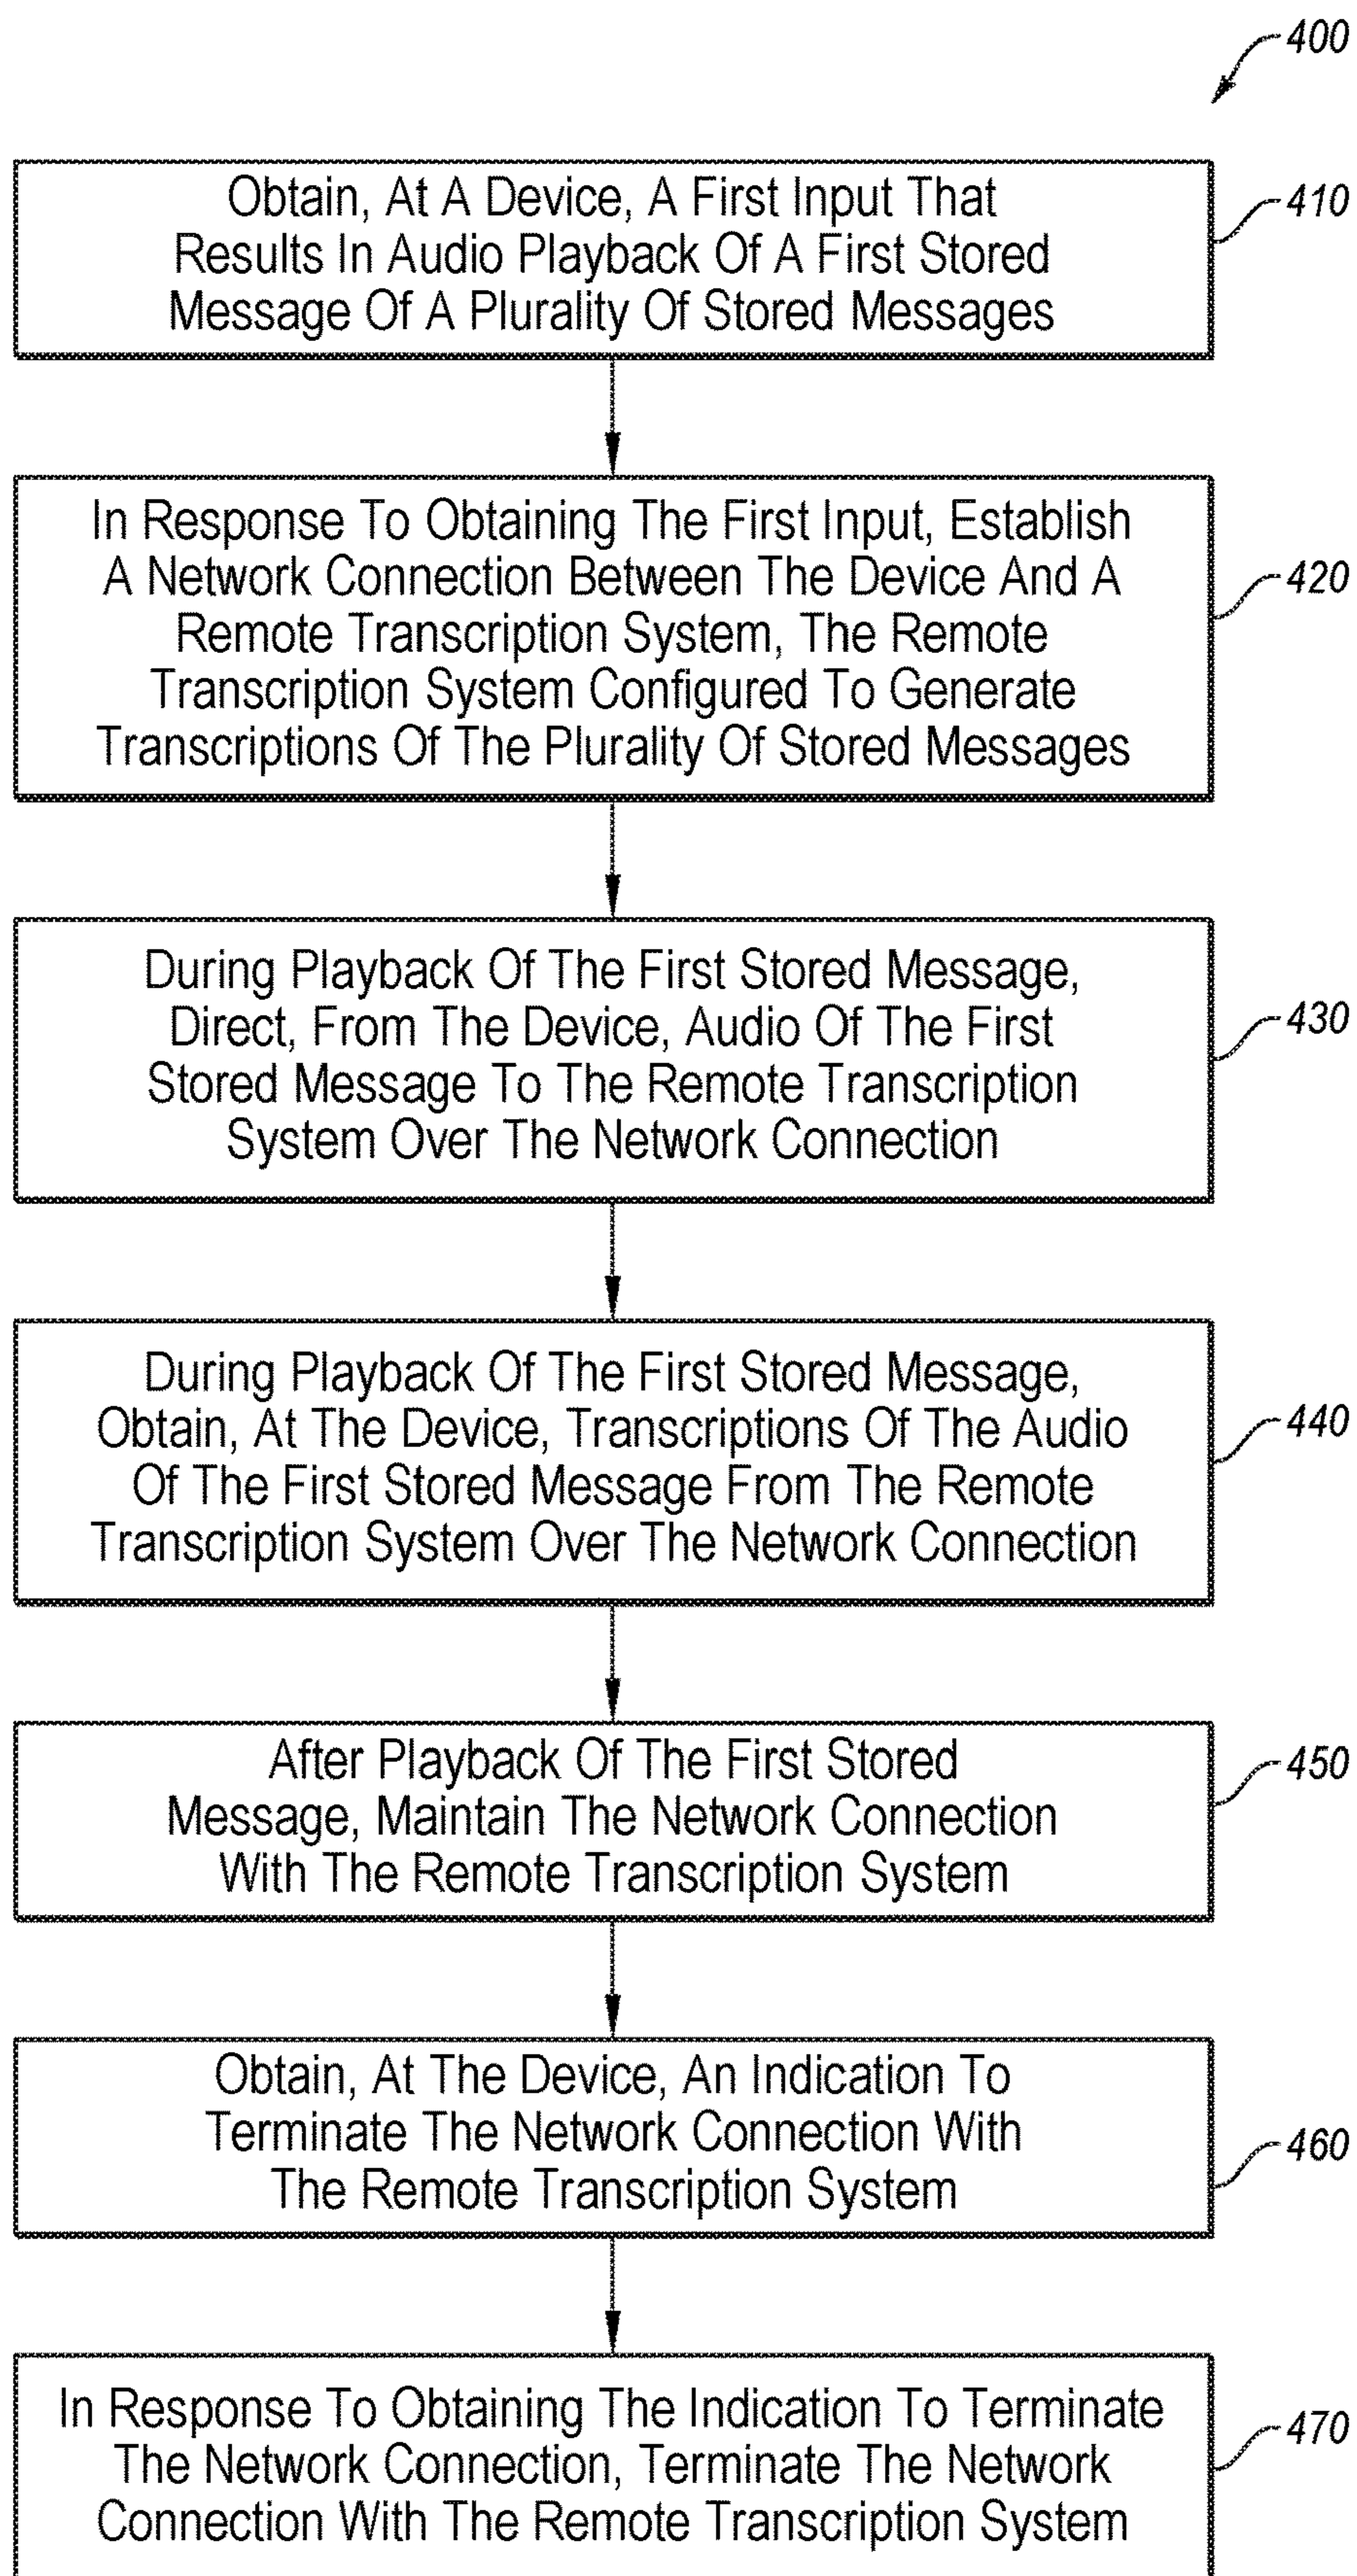 400
Obtain, At A Device, A First Input That
Results In Audio Playback Of A First Stored
Message Of A Plurality Of Stored Messages
410
In Response To Obtaining The First Input, Establish
A Network Connection Between The Device And A
Remote Transcription System, The Remote
Transcription System Configured To Generate
Transcriptions Of The Plurality Of Stored Messages
420
During Playback Of The First Stored Message,
Direct, From The Device, Audio Of The First
Stored Message To The Remote Transcription
System Over The Network Connection
430
During Playback Of The First Stored Message,
Obtain, At The Device, Transcriptions Of The Audio
Of The First Stored Message From The Remote
Transcription System Over The Network Connection
440
After Playback Of The First Stored
Message, Maintain The Network Connection
With The Remote Transcription System
450
Obtain, At The Device, An Indication To
Terminate The Network Connection With
The Remote Transcription System
460
In Response To Obtaining The Indication To Terminate
The Network Connection, Terminate The Network
Connection With The Remote Transcription System
470